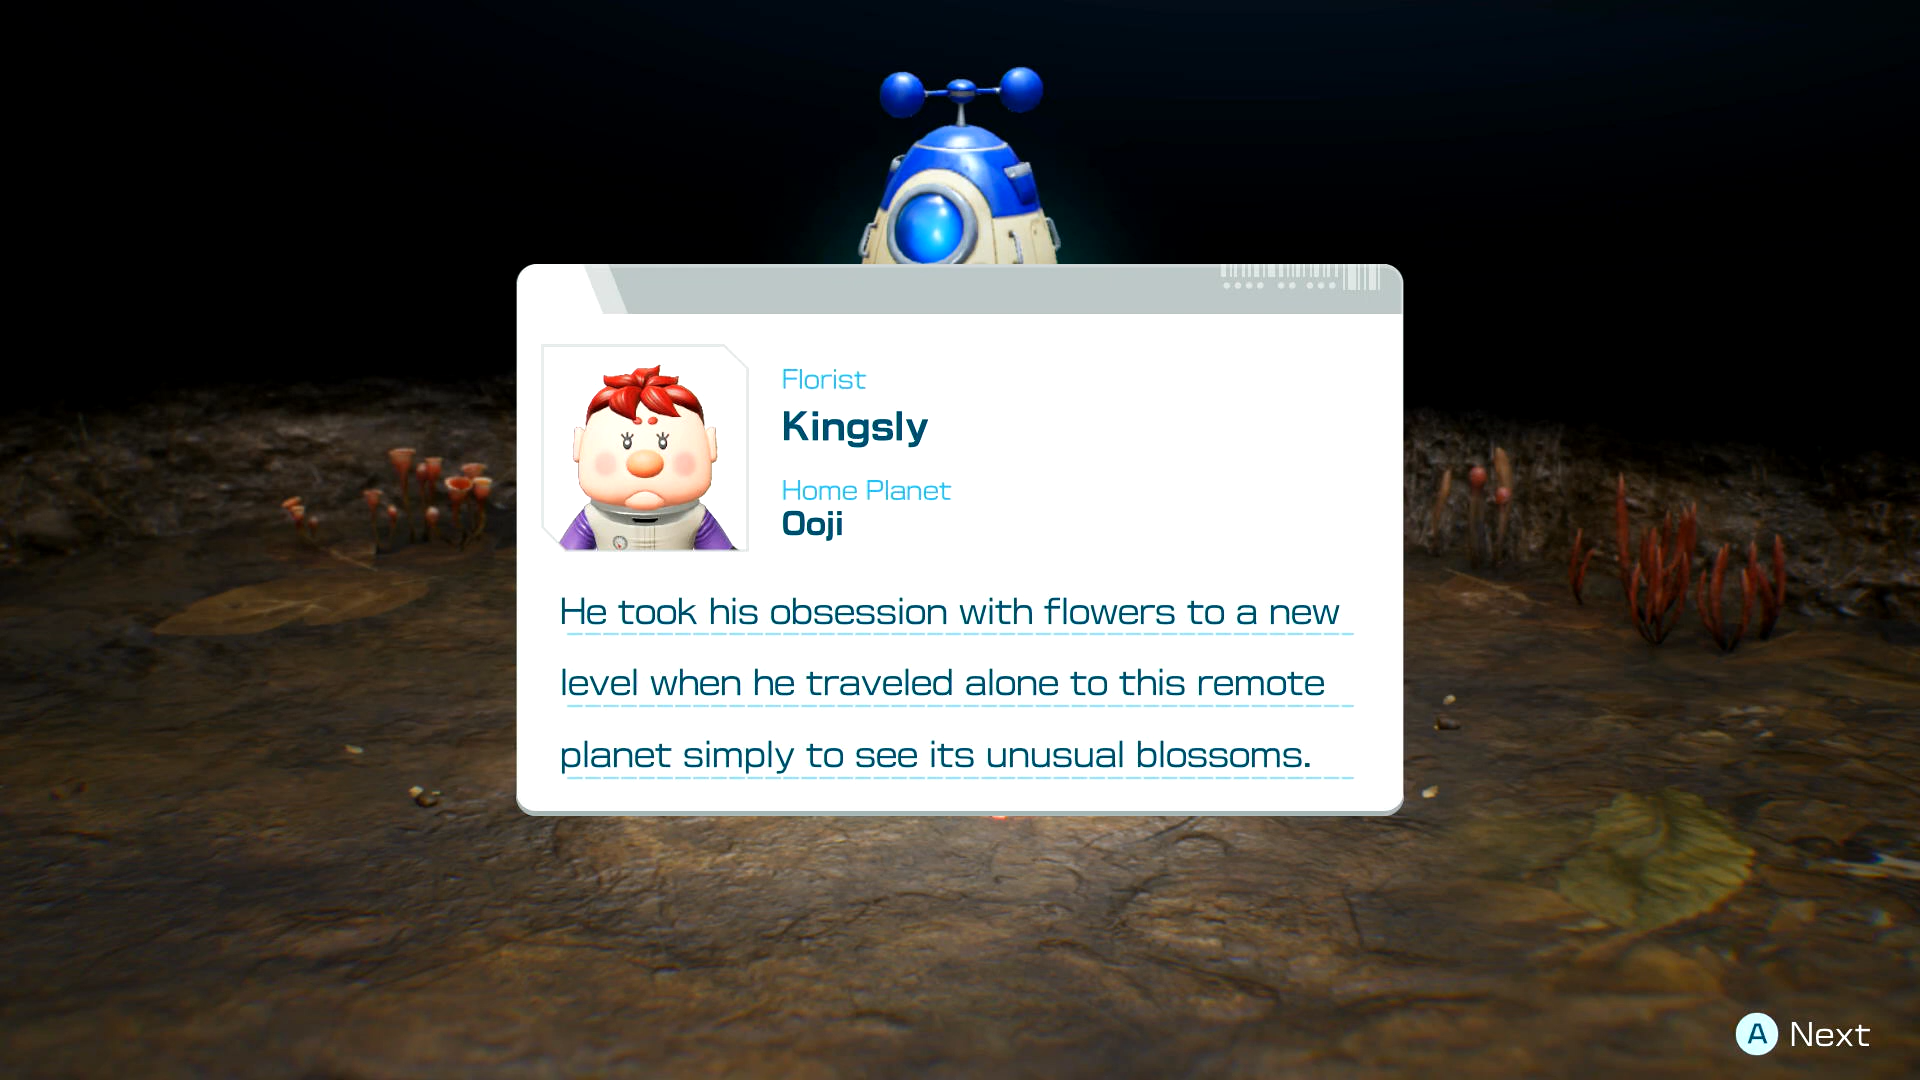 Florist
Kingsly
Home Planet
Ooji
He took his obsession with flowers to a new
level when he traveled alone to this remote
planet simply to see its unusual blossoms.
A Next